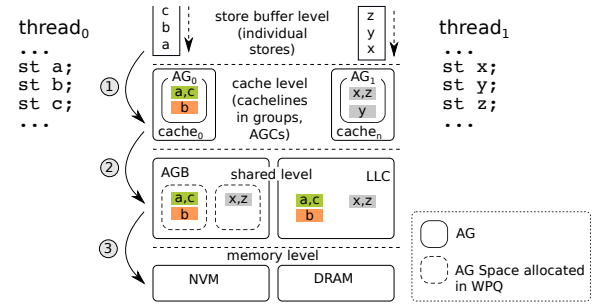 thread0
...
st a;
st b;
st c;
...
c
b
a
store buffer level
(individual
stores)
z
y
x
thread1
...
st x;
st y;
st z;
...
1
AG0
a,c
b
cache0
cache level
(cachelines
in groups,
AGCs)
AG1
x,z
y
cachen
2
AGB
shared level
LLC
a,c
b
x,z
a,c
b
x,z
3
memory level
NVM
DRAM
AG
AG Space allocated
in WPQ